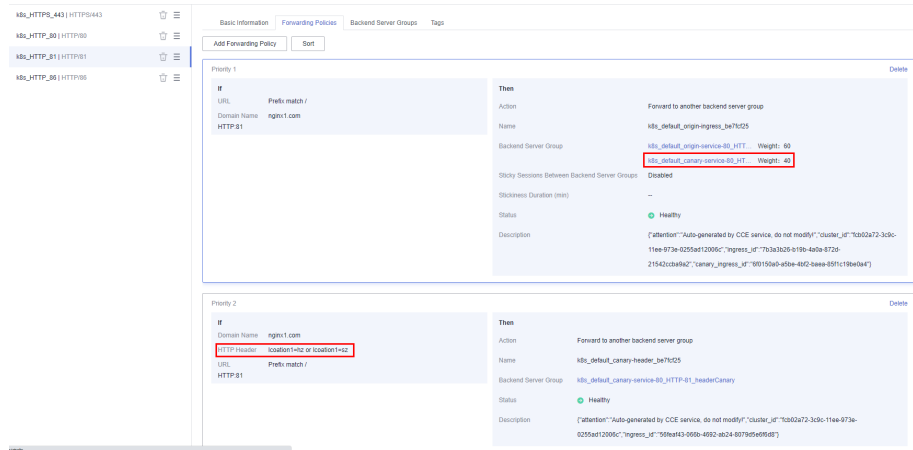 k8s_HTTPS_443 | HTTPS/443
k8s_HTTP_80 | HTTP/80
k8s_HTTP_81 | HTTP/81
k8s_HTTP_86 | HTTP/86
Basic Information Forwarding Policies Backend Server Groups Tags
Add Forwarding Policy Sort
Priority 1 Delete
If
URL Prefix match /
Domain Name nginx1.com
HTTP:81
Then
Action Forward to another backend server group
Name k8s_default_origin-ingress_be7fcf25
Backend Server Group k8s_default_origin-service-80_HTT... Weight: 60
k8s_default_canary-service-80_HT... Weight: 40
Sticky Sessions Between Backend Server Groups Disabled
Stickiness Duration (min) --
Status Healthy
Description {"attention":"Auto-generated by CCE service, do not modify!","cluster_id":"fcb02a72-3c9c-
11ee-973e-0255ad12006c","ingress_id":"7b3a3b26-b19b-4a0a-872d-
21542ccba9a2","canary_ingress_id":"6f0150a0-a5be-4bf2-baea-85f1c19be0a4"}
Priority 2 Delete
If
Domain Name nginx1.com
HTTP Header lcoation1=hz or lcoation1=sz
URL Prefix match /
HTTP:81
Then
Action Forward to another backend server group
Name k8s_default_canary-header_be7fcf25
Backend Server Group k8s_default_canary-service-80_HTTP-81_headerCanary
Status Healthy
Description {"attention":"Auto-generated by CCE service, do not modify!","cluster_id":"fcb02a72-3c9c-11ee-973e-
0255ad12006c","ingress_id":"56feaf43-066b-4692-ab24-8079d5e6f6d8"}